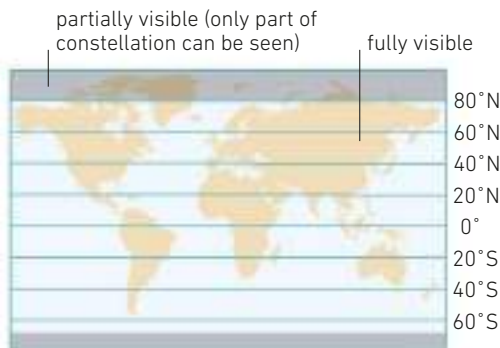 partially visible (only part of
constellation can be seen)
fully visible
80˚N
60˚N
40˚N
20˚N
0˚
20˚S
40˚S
60˚S